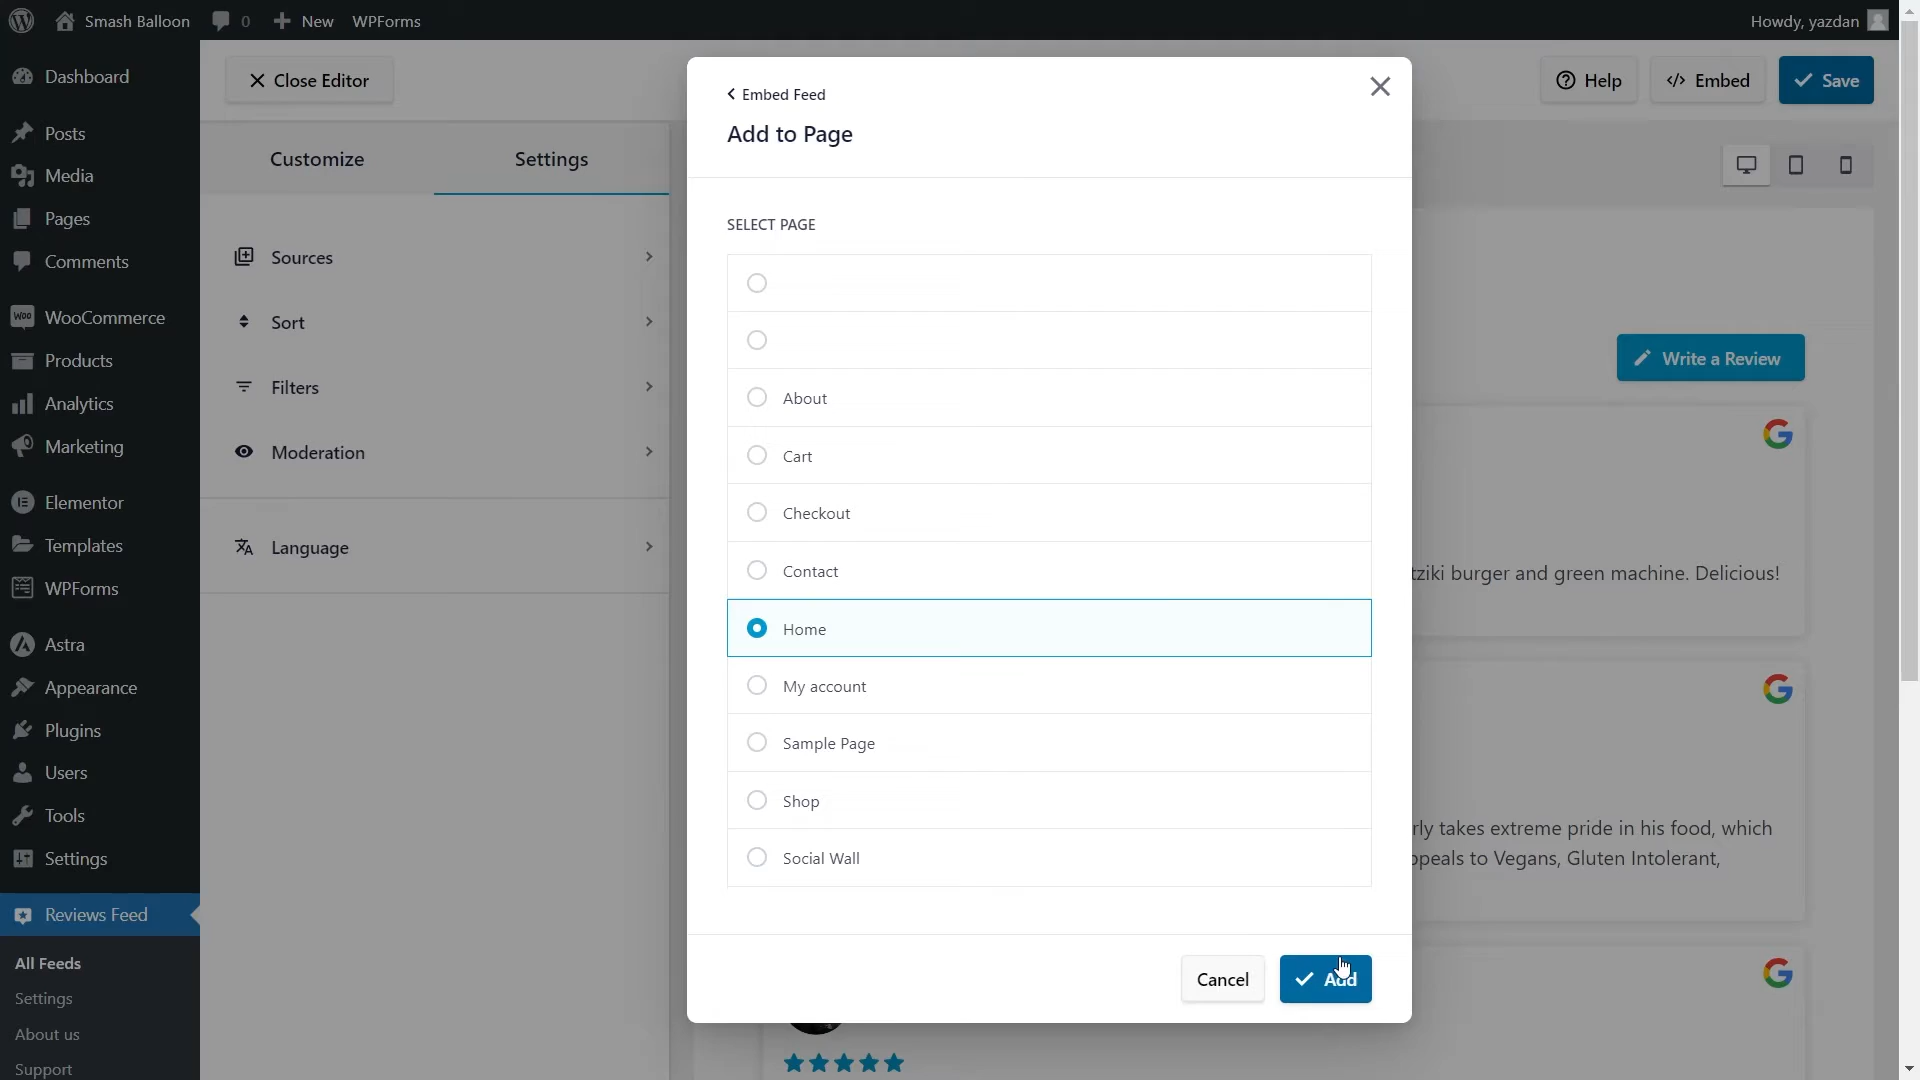 Smash Balloon 0 New WPForms Howdy, yazdan
Dashboard
Posts
Media
Pages
Comments
WooCommerce
Products
Analytics
Marketing
Elementor
Templates
WPForms
Astra
Appearance
Plugins
Users
Tools
Settings
Reviews Feed
All Feeds
Settings
About us
Support
Close Editor
Customize Settings
Sources
Sort
Filters
Moderation
Language
Embed Feed
Add to Page
SELECT PAGE
About
Cart
Checkout
Contact
Home
My account
Sample Page
Shop
Social Wall
Cancel Add
Help Embed Save
Write a Review
tziki burger and green machine. Delicious!
rly takes extreme pride in his food, which
ppeals to Vegans, Gluten Intolerant,